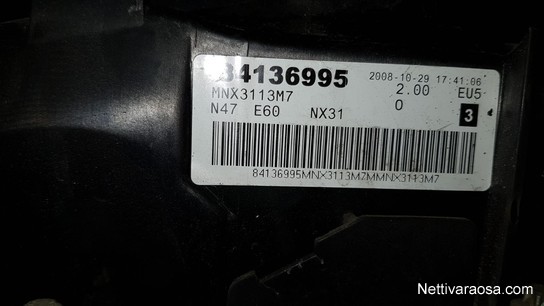 84136995 2008-10-29 17:41:06
MNX3113M7 2.00 EU5
N47 E60 NX31 0 3
84136995MNX3113M7MMNX3113M7
Nettivaraosa.com